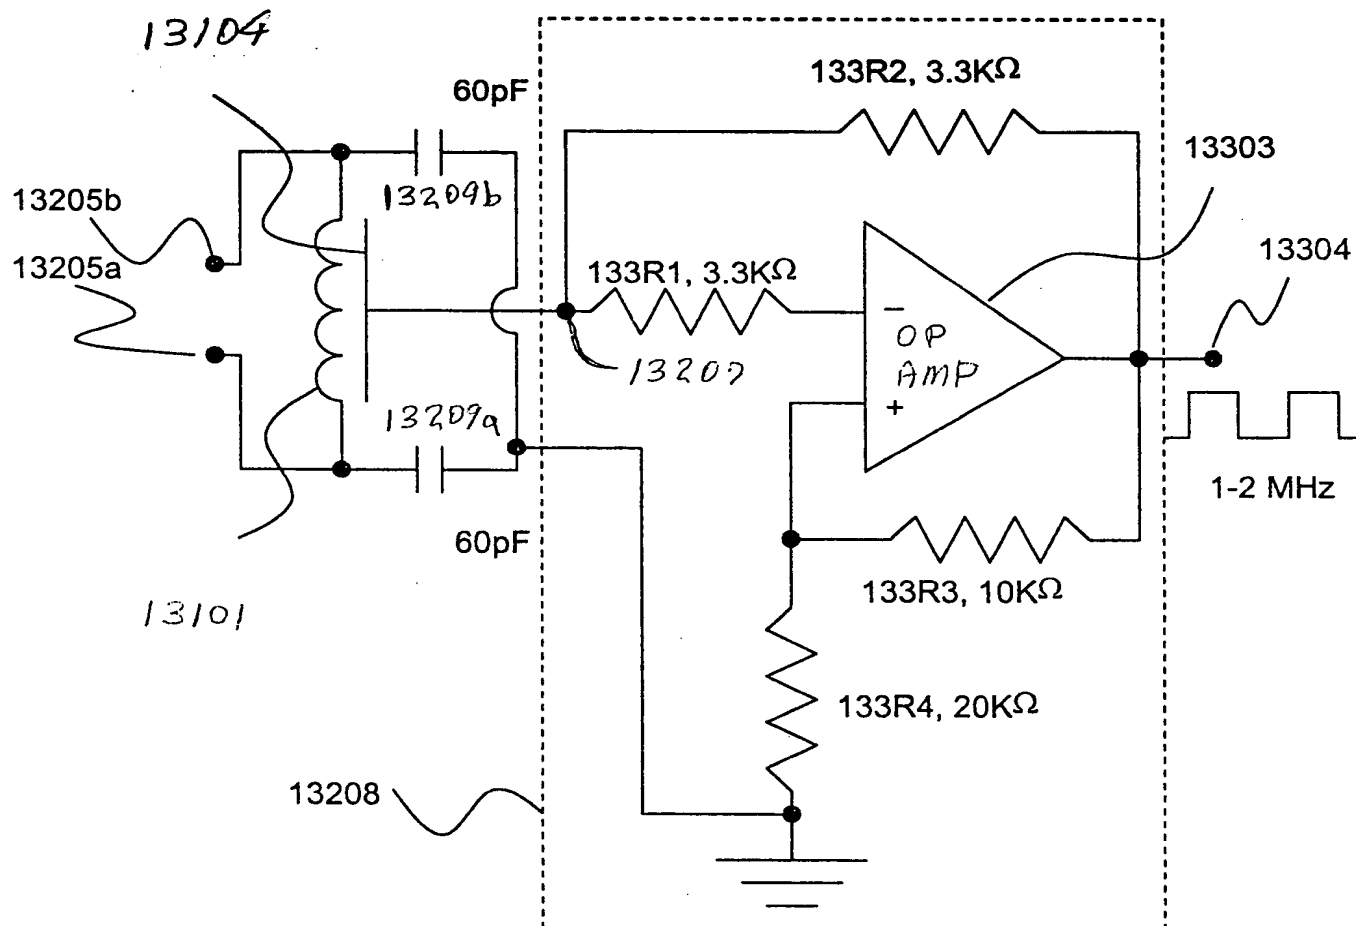 13104
60pF
133R2, 3.3KΩ
13303
13205b
13209b
13304
13205a
133R1, 3.3KΩ
−
OP
AMP
13207
+
13209a
1-2 MHz
60pF
133R3, 10KΩ
13101
133R4, 20KΩ
13208